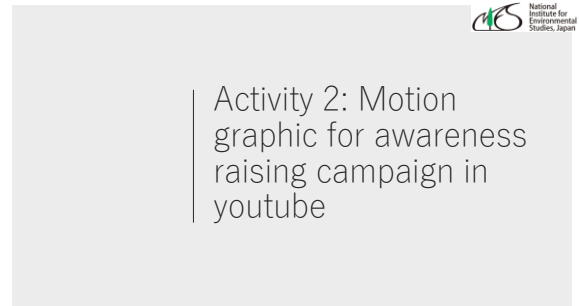 National
Institute for
Environmental
Studies, Japan
Activity 2: Motion
graphic for awareness
raising campaign in
youtube